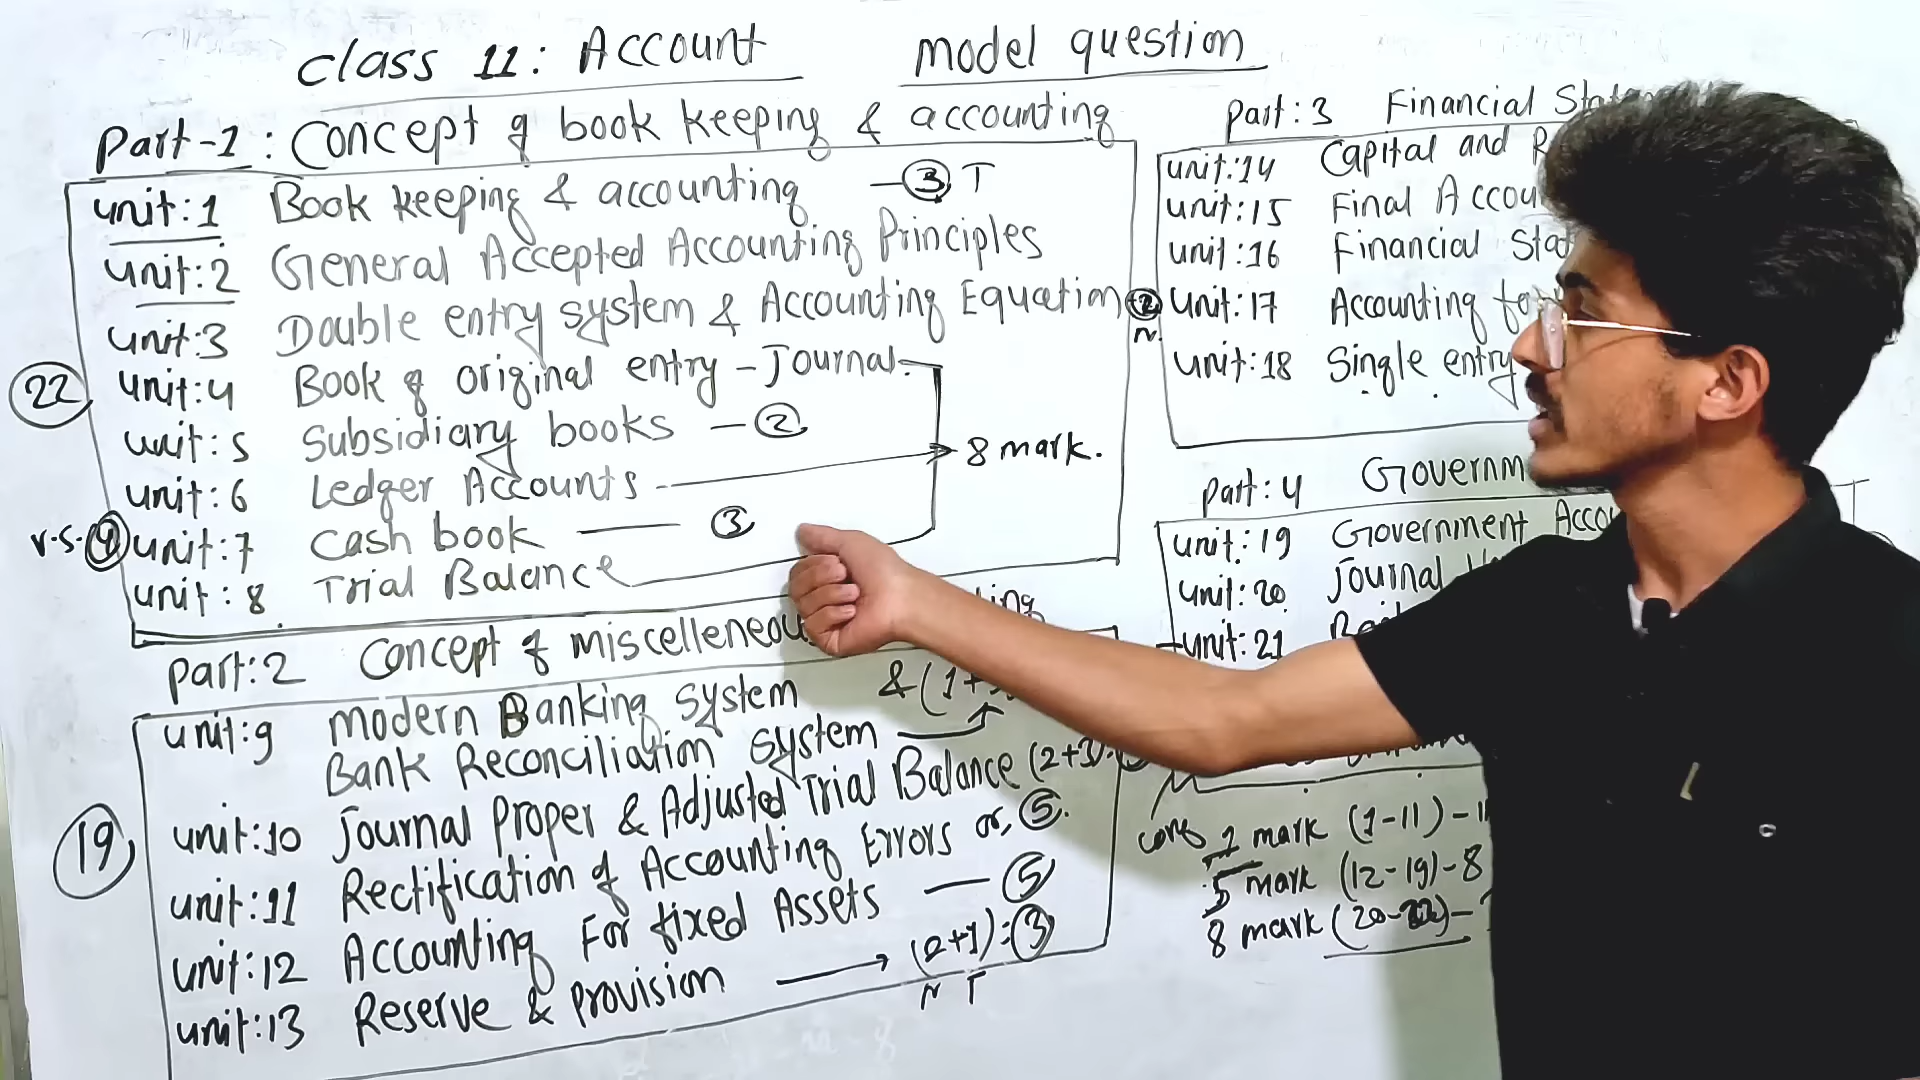 class 11: Account model question
Part-1: Concept of book keeping & accounting
unit:1 Book keeping & accounting — 3 T
unit:2 General Accepted Accounting Principles
unit:3 Double entry system & Accounting Equation 2 N.
unit:4 Book of original entry - Journal
22
unit:5 Subsidiary books - 2
8 mark.
unit:6 Ledger Accounts
v.s. 4 unit:7 Cash book — 3
unit:8 Trial Balance
part:2 Concept of miscelleneou
unit:9 modern Banking system & (1+
Bank Reconciliation system
unit:10 Journal proper & Adjusted Trial Balance (2+3)
19
unit:11 Rectification of Accounting Errors or, 5.
unit:12 Accounting For fixed Assets — 5
unit:13 Reserve & provision → (2+1): 3
N T
part:3 Financial
unit:14 Capital and
unit:15 Final Accou
unit:16 Financial Stat
unit:17 Accounting for
unit:18 Single entry
part:4 Governm
unit:19 Government Acco
unit:20 Journal
unit:21
1 mark (1-11) - 11
5 mark (12-19) - 8
8 mark (20-22) -